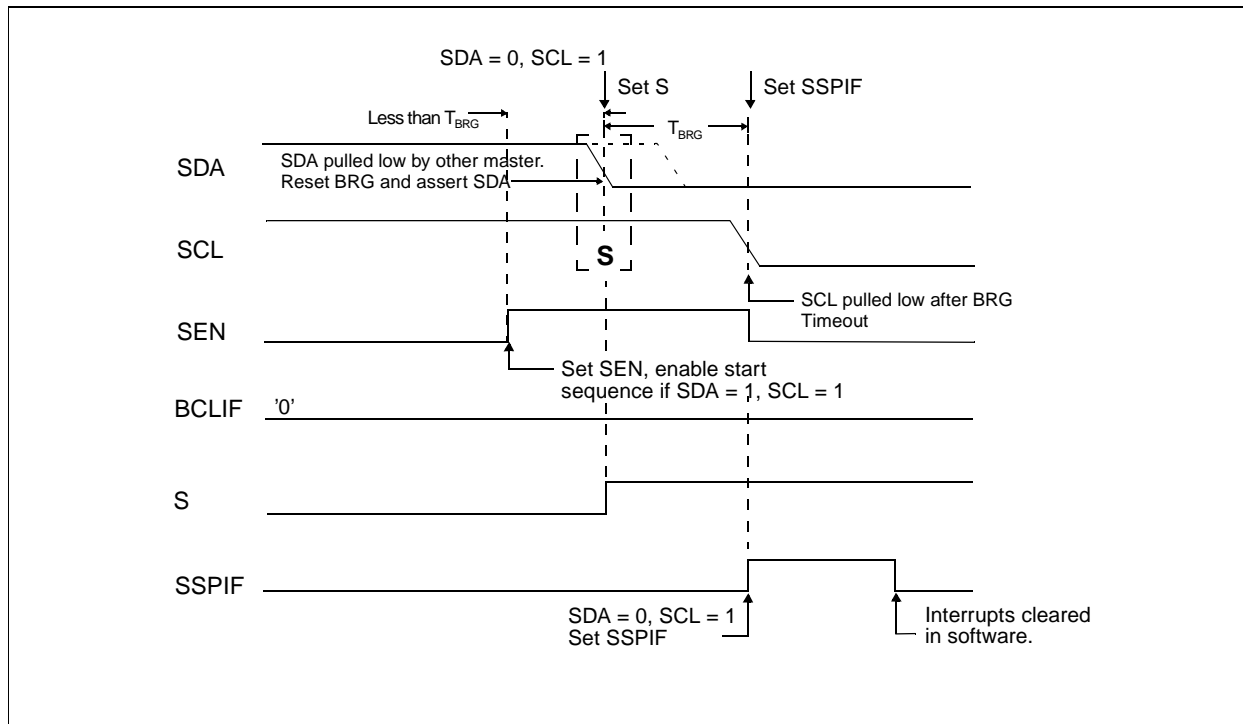 SDA = 0, SCL = 1
Set S
Set SSPIF
Less than TBRG
TBRG
SDA
SDA pulled low by other master.
Reset BRG and assert SDA
SCL
S
SCL pulled low after BRG
Timeout
SEN
Set SEN, enable start
sequence if SDA = 1, SCL = 1
BCLIF
'0'
S
SSPIF
SDA = 0, SCL = 1
Set SSPIF
Interrupts cleared
in software.